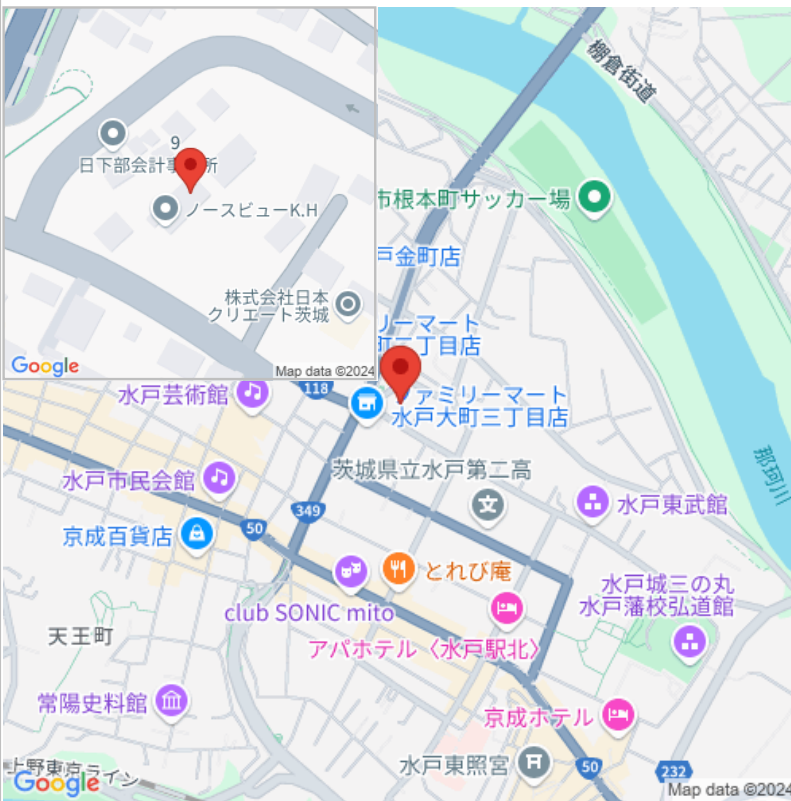 9
日下部会計事 所
ノースビューK.H
株式会社日本
クリエート茨城
Google
Map data ©2024
棚倉街道
市根本町サッカー場
戸金町店
リーマート
町二丁目店
118
水戸芸術館
ファミリーマート
水戸大町三丁目店
水戸市民会館
茨城県立水戸第二高
那珂川
349
水戸東武館
京成百貨店
50
とれび庵
水戸城三の丸
水戸藩校弘道館
club SONIC mito
天王町
アパホテル〈水戸駅北〉
常陽史料館
京成ホテル
上野東京ライン
水戸東照宮
50
232
Google
Map data ©2024